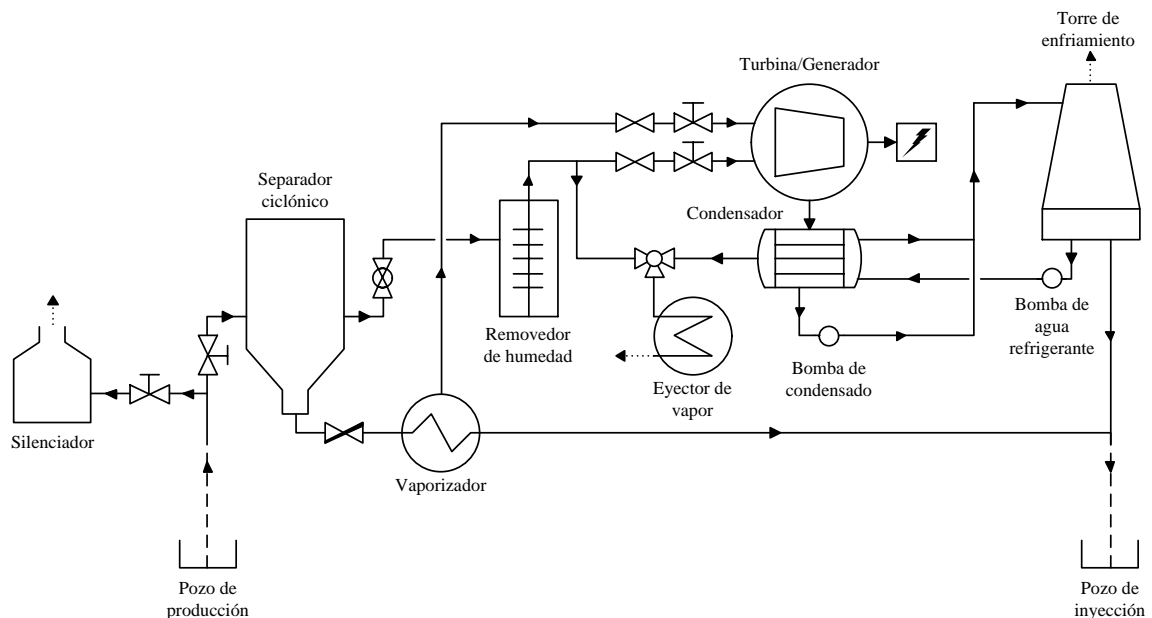 Torre de
enfriamiento
Turbina/Generador
Separador
ciclónico
Condensador
Removedor
de humedad
Bomba de
agua
refrigerante
Bomba de
condensado
Eyector de
vapor
Silenciador
Vaporizador
Pozo de
producción
Pozo de
inyección